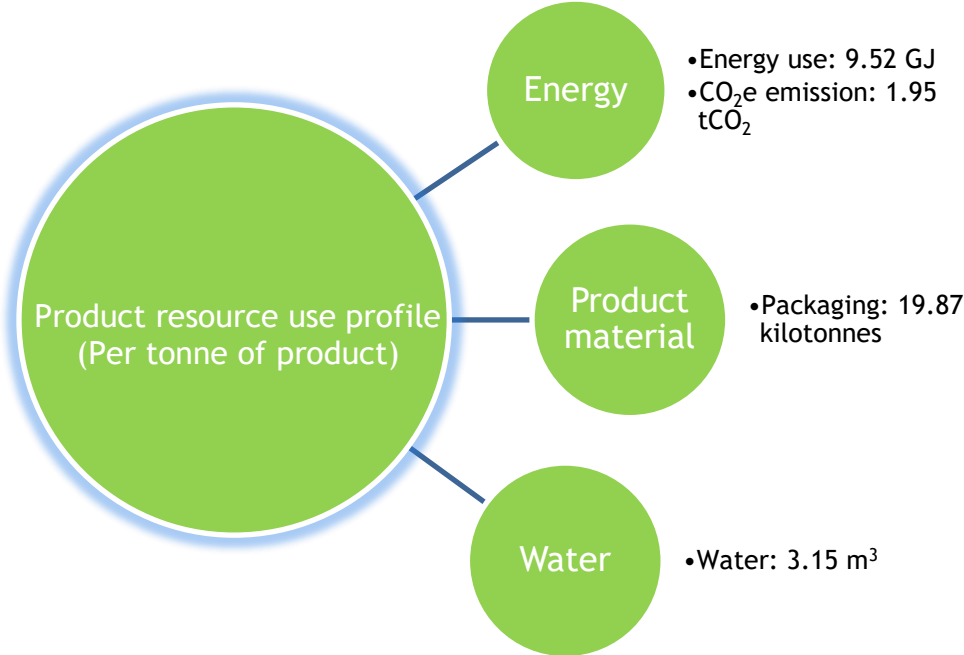 Product resource use profile
(Per tonne of product)
Energy
•Energy use: 9.52 GJ
•CO₂e emission: 1.95
tCO₂
Product
material
•Packaging: 19.87
kilotonnes
Water
•Water: 3.15 m³